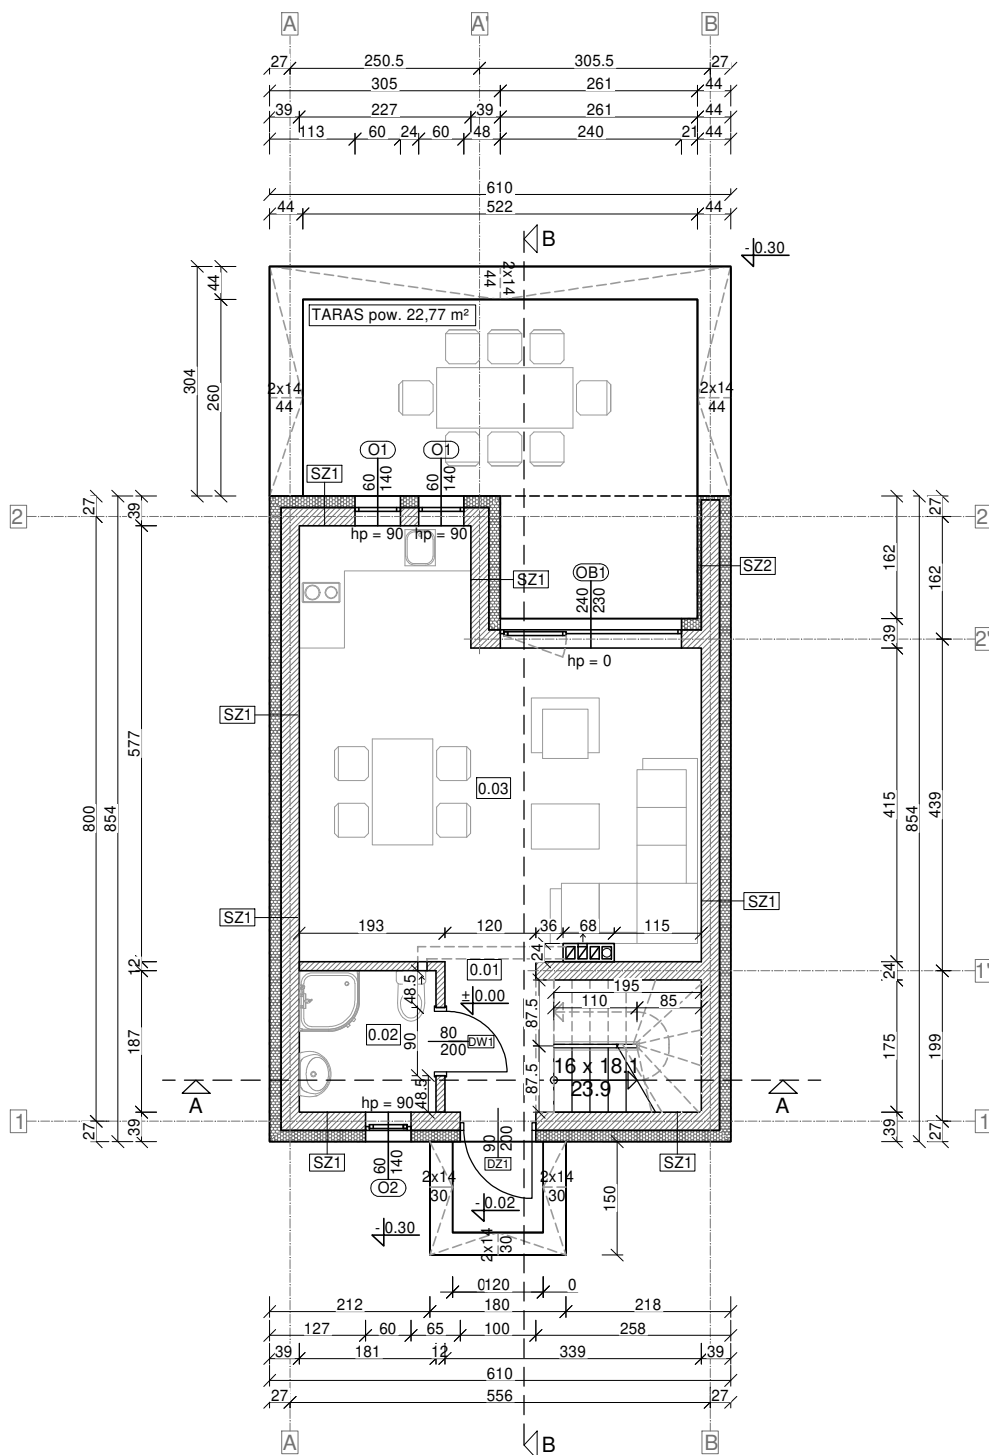 A A' B
27 250.5 305.5 27
305 261 44
39 227 39 261 44
113 60 24 60 48 240 21 44
610
44 522 44
B
-0.30
44
2x14
44
TARAS pow. 22,77 m²
304
260
2x14
44
2x14
44
O1 O1
60
140
60
140
SZ1
hp = 90 hp = 90
27
39
27
2 2
162
162
SZ1
OB1
SZ2
240
230
hp = 0
39
2'
SZ1
577
0.03
800
854
415
854
439
SZ1
SZ1
193 120 36 68 115
12
24
24
0.01
1'
±0.00
48.5
195
110 85
87.5
187
0.02
90
80
200
DW1
175
199
16 x 18.1
23.9
87.5
48.5
A A
hp = 90
1 1
27
39
39
27
SZ1
60
140
O2
90
200
DZ1
SZ1
2x14
30
2x14
30
150
-0.02
-0.30
2x14
30
0 120 0
212 180 218
127 60 65 100 258
39 181 12 339 39
610
27 556 27
A B B